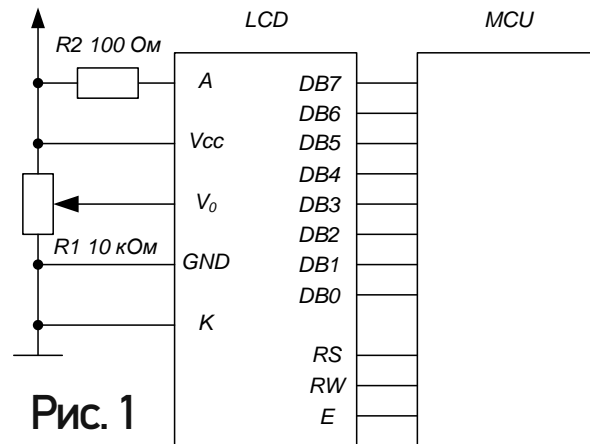 LCD
MCU
R2 100 Ом
A
Vcc
V0
R1 10 кОм
GND
K
DB7
DB6
DB5
DB4
DB3
DB2
DB1
DB0
RS
RW
E
Рис. 1